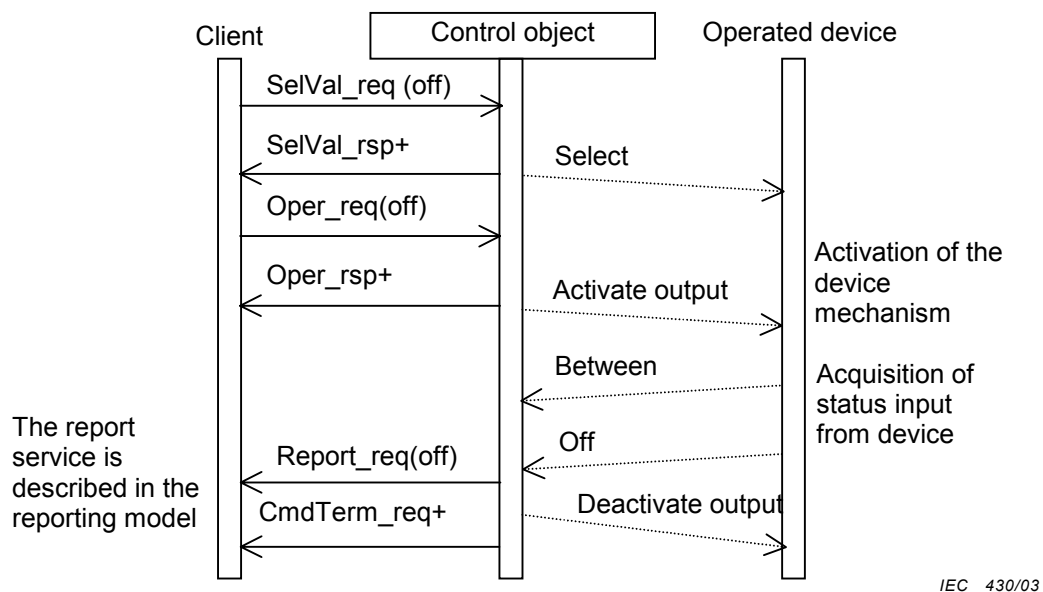 Client
Control object
Operated device
SelVal_req (off)
SelVal_rsp+
Select
Oper_req(off)
Oper_rsp+
Activate output
Activation of the
device
mechanism
Between
Acquisition of
status input
from device
Off
The report
service is
described in the
reporting model
Report_req(off)
CmdTerm_req+
Deactivate output
IEC 430/03